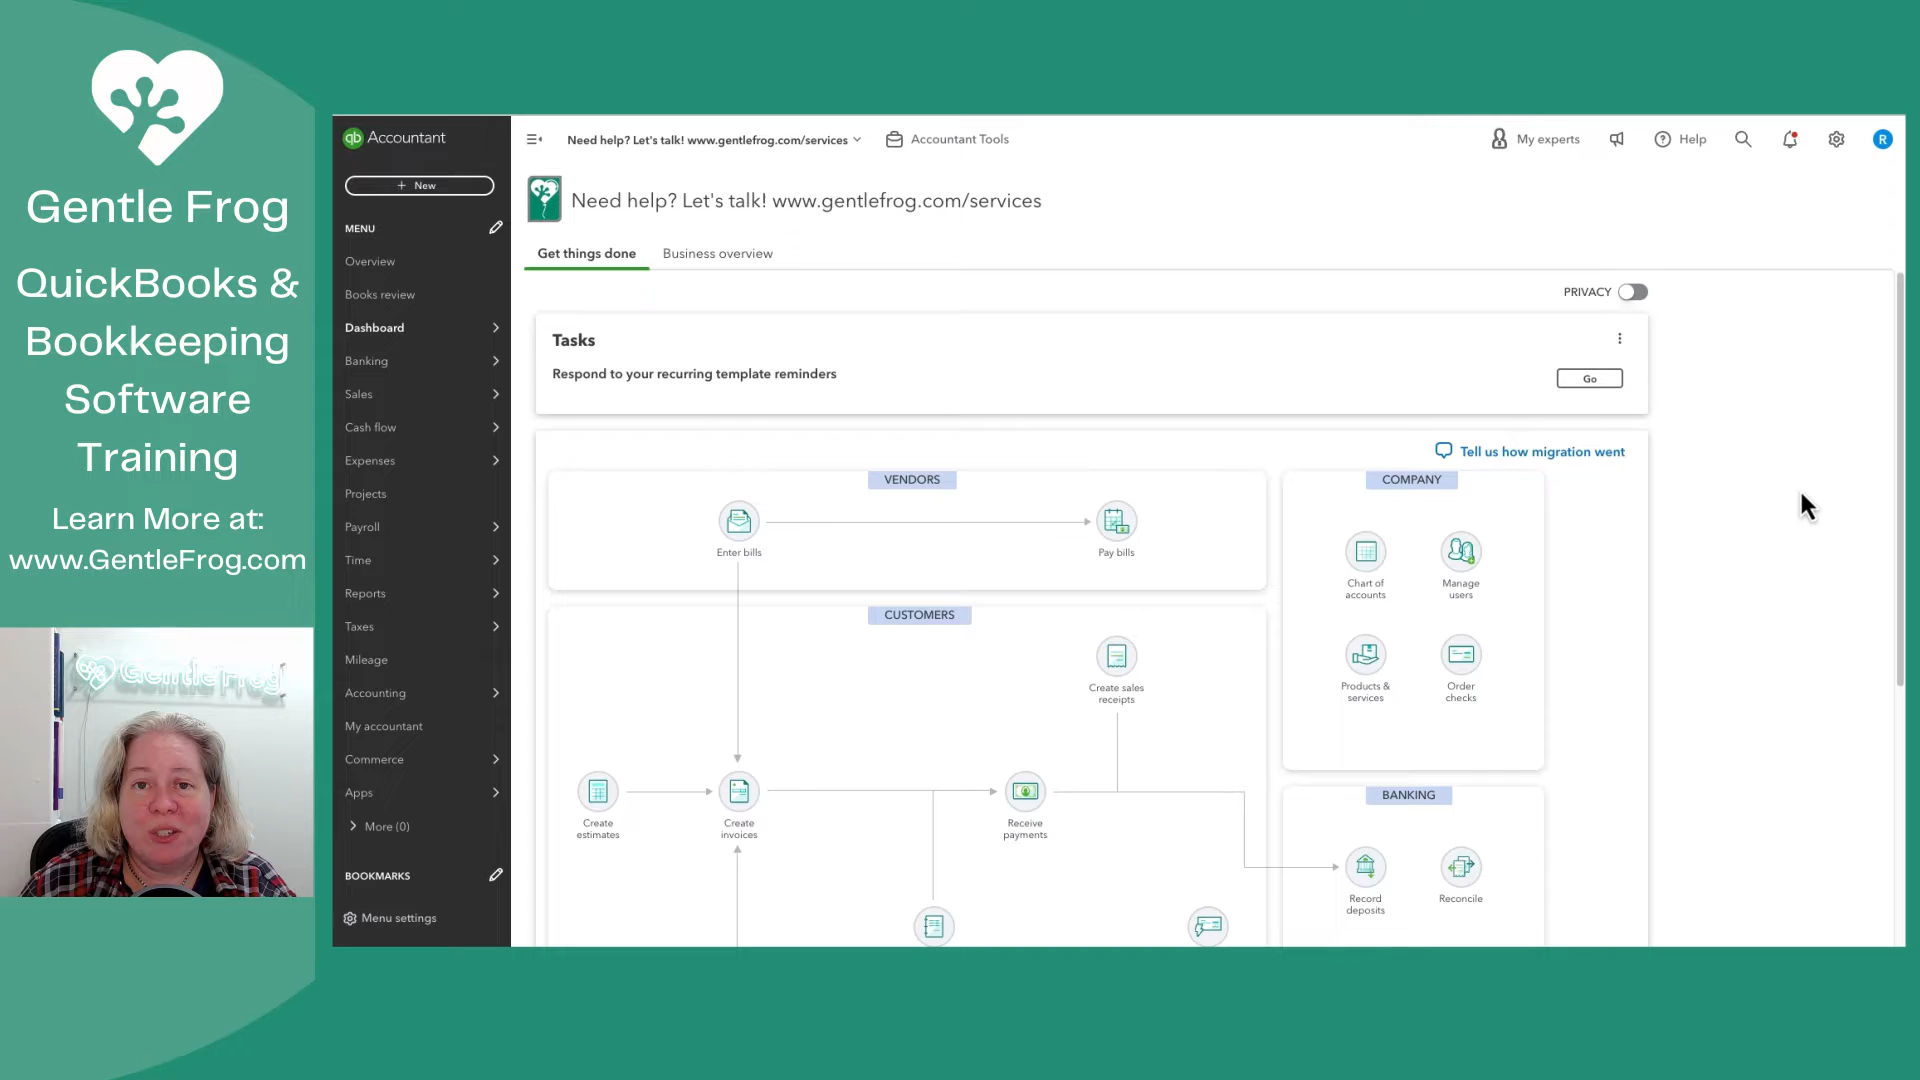 Gentle Frog
QuickBooks &
Bookkeeping
Software
Training
Learn More at:
www.GentleFrog.com
Gentle Frog
qb Accountant
+ New
MENU
Overview
Books review
Dashboard
Banking
Sales
Cash flow
Expenses
Projects
Payroll
Time
Reports
Taxes
Mileage
Accounting
My accountant
Commerce
Apps
More (0)
BOOKMARKS
Menu settings
Need help? Let's talk! www.gentlefrog.com/services
Accountant Tools
My experts
Help
R
Need help? Let's talk! www.gentlefrog.com/services
Get things done
Business overview
PRIVACY
Tasks
Respond to your recurring template reminders
Go
Tell us how migration went
VENDORS
Enter bills
Pay bills
CUSTOMERS
Create sales
receipts
Create
estimates
Create
invoices
Receive
payments
COMPANY
Chart of
accounts
Manage
users
Products &
services
Order
checks
BANKING
Record
deposits
Reconcile